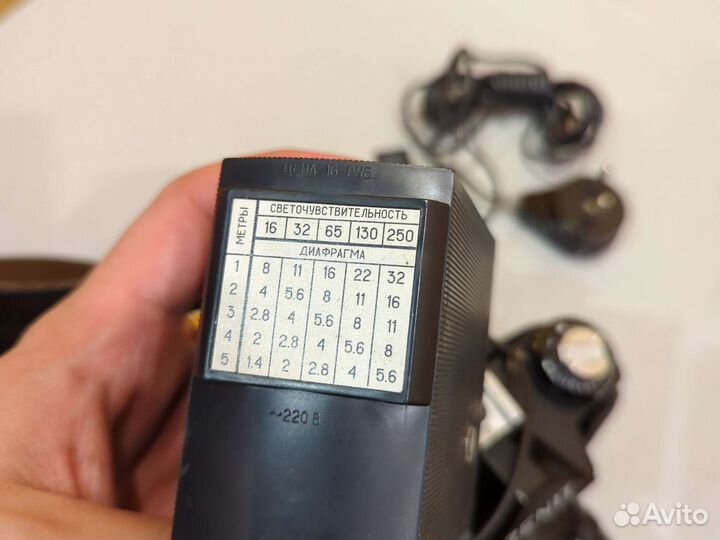 ЦЕНА 16 РУБ.
МЕТРЫ СВЕТОЧУВСТВИТЕЛЬНОСТЬ
16 32 65 130 250
ДИАФРАГМА
1 8 11 16 22 32
2 4 5.6 8 11 16
3 2.8 4 5.6 8 11
4 2 2.8 4 5.6 8
5 1.4 2 2.8 4 5.6
~220 В
ZENIT
Avito